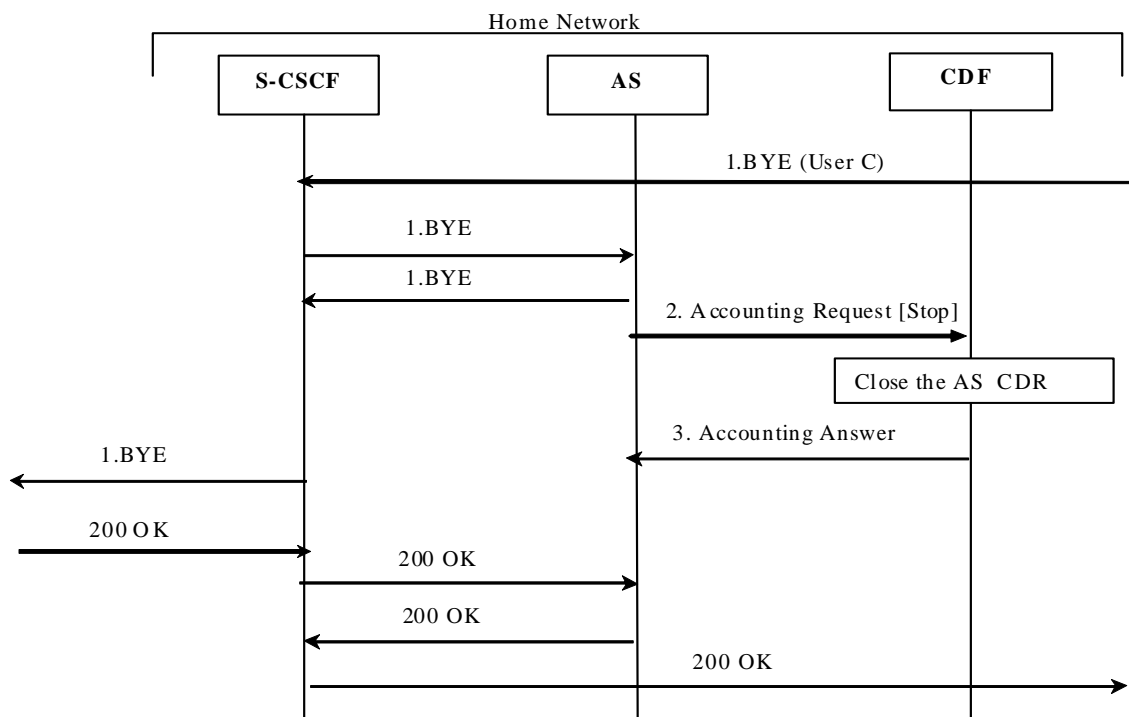 Home Network
S-CSCF
AS
CDF
1.BYE (User C)
1.BYE
1.BYE
2. Accounting Request [Stop]
Close the AS CDR
3. Accounting Answer
1.BYE
200 OK
200 OK
200 OK
200 OK